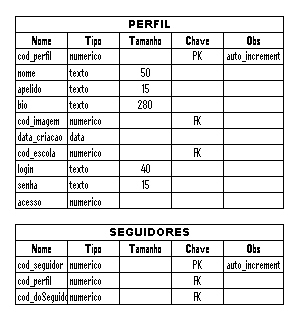 PERFIL
Nome Tipo Tamanho Chave Obs
cod_perfil numerico PK auto_increment
nome texto 50
apelido texto 15
bio texto 280
cod_imagem numerico FK
data_criacao data
cod_escola numerico FK
login texto 40
senha texto 15
acesso numerico
SEGUIDORES
Nome Tipo Tamanho Chave Obs
cod_seguidor numerico PK auto_increment
cod_perfil numerico FK
cod_doSeguido numerico FK